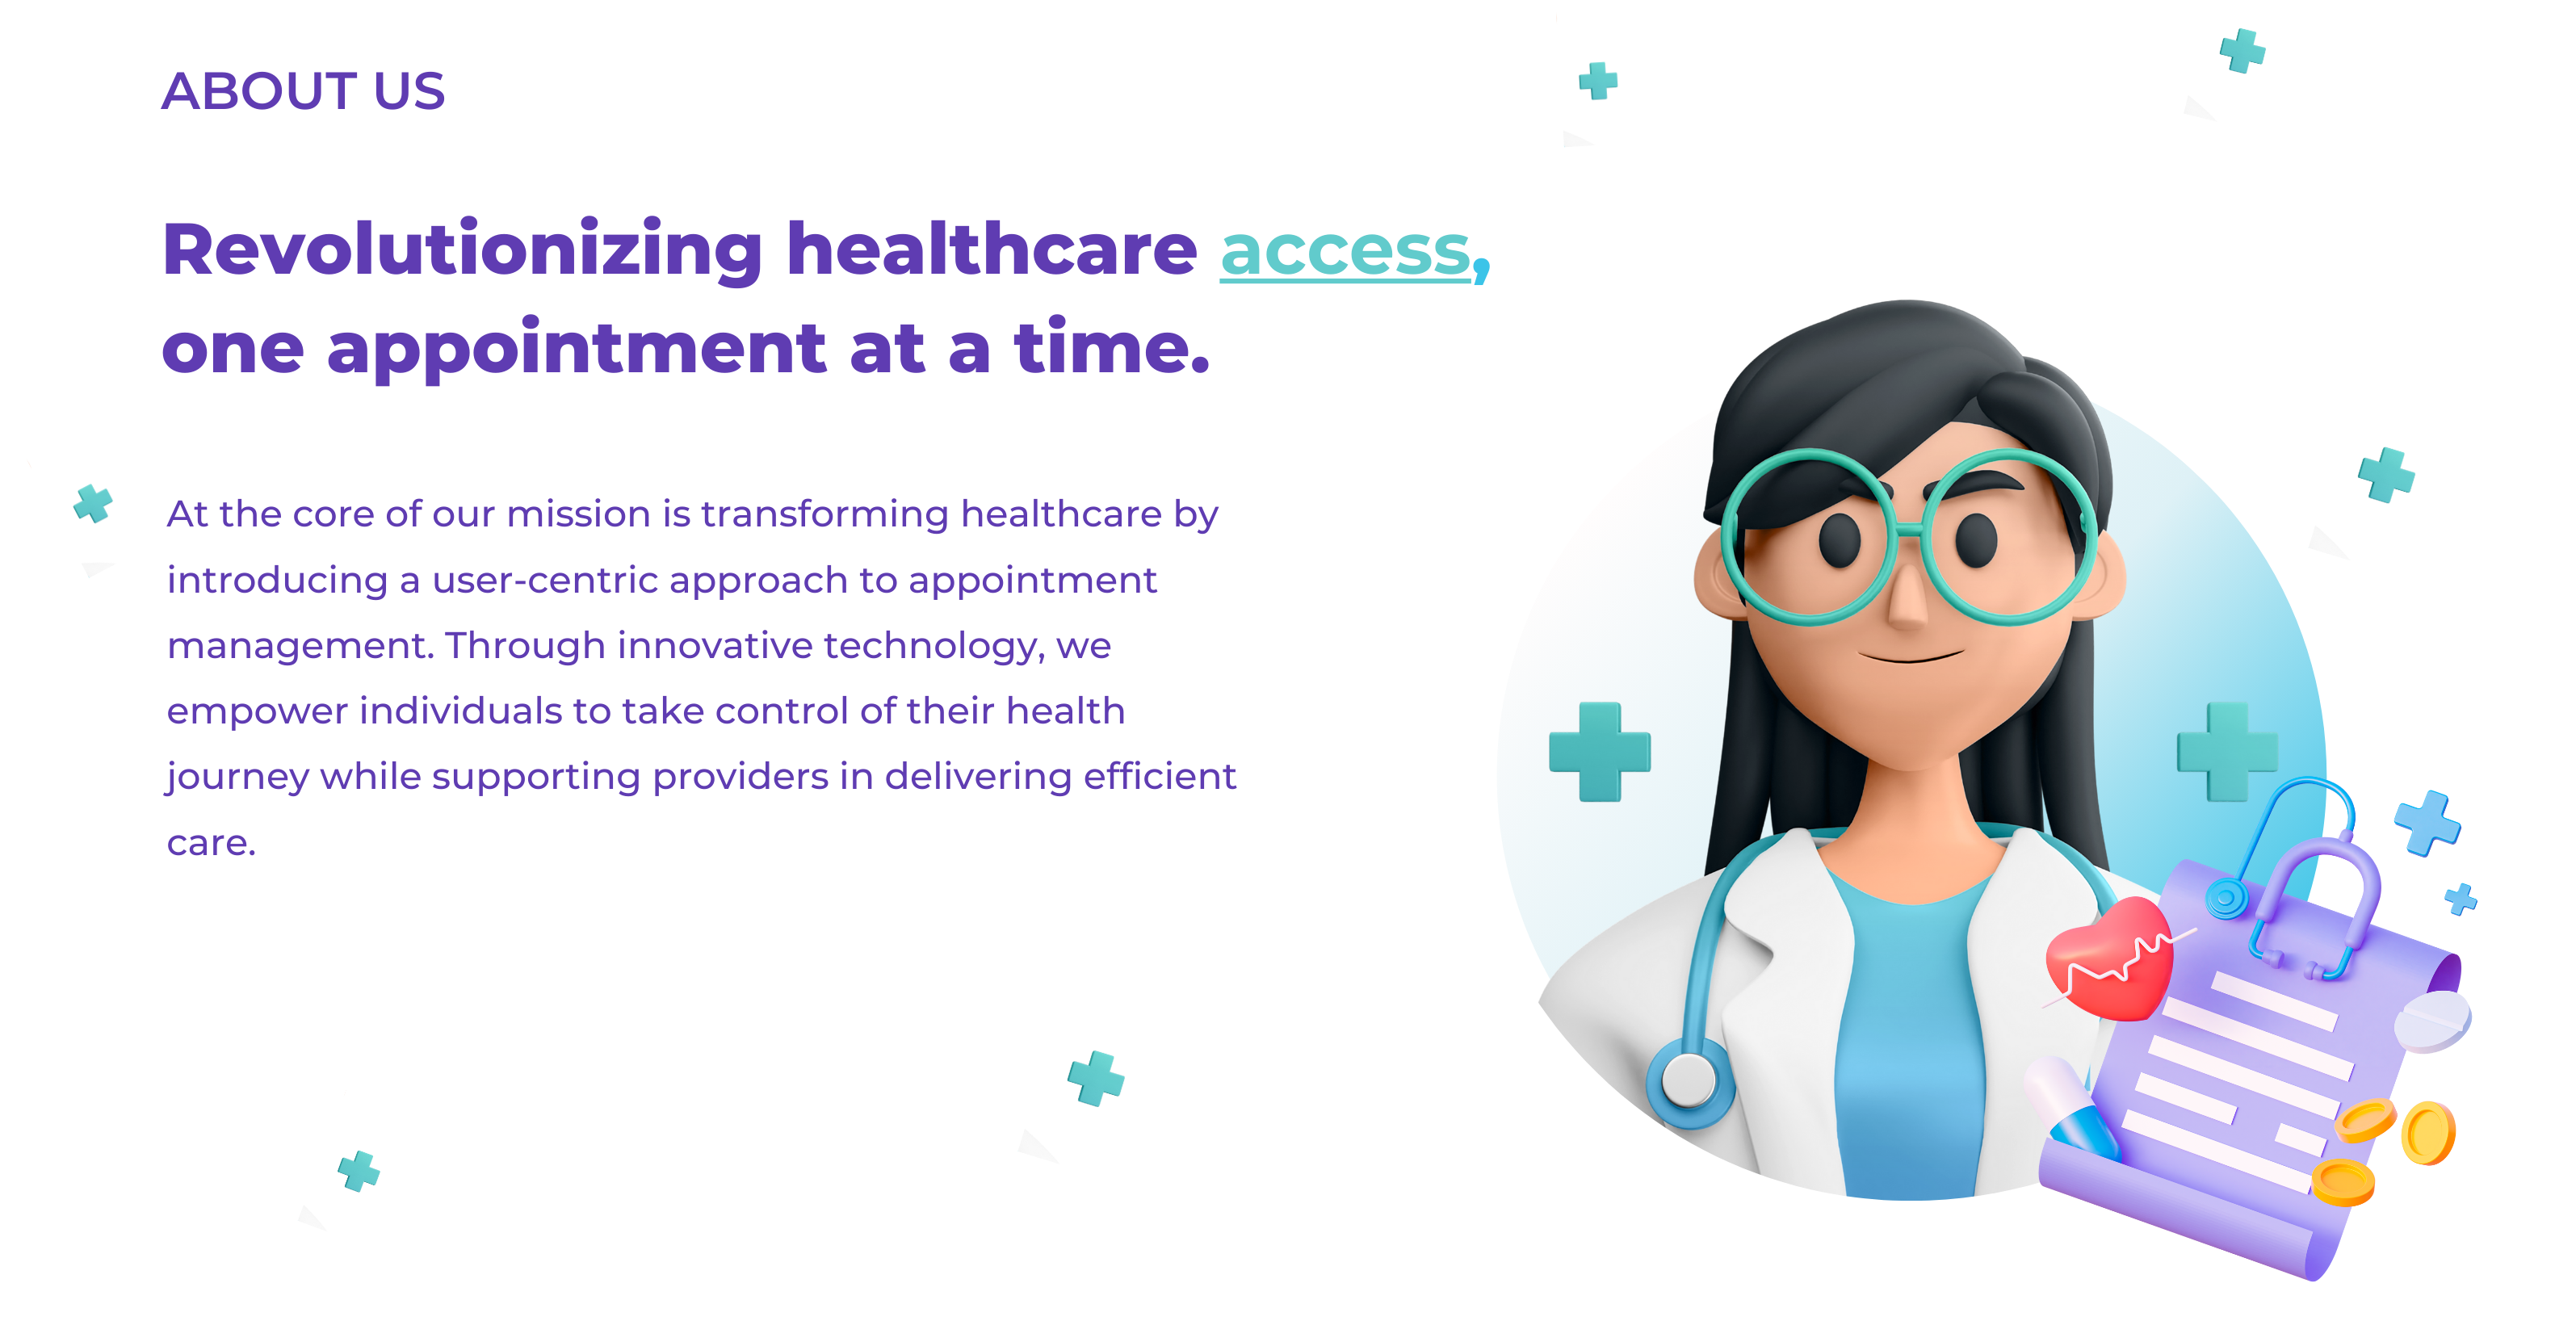 ABOUT US
Revolutionizing healthcare access,
one appointment at a time.
At the core of our mission is transforming healthcare by
introducing a user-centric approach to appointment
management. Through innovative technology, we
empower individuals to take control of their health
journey while supporting providers in delivering efficient
care.